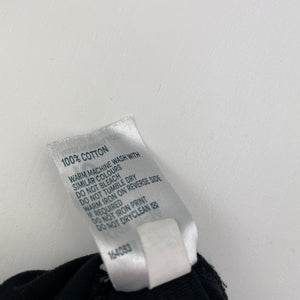 100% COTTON
WARM MACHINE WASH WITH
SIMILAR COLOURS
DO NOT BLEACH
DO NOT TUMBLE DRY
WARM IRON ON REVERSE SIDE
IF REQUIRED
DO NOT IRON PRINT
DO NOT DRYCLEAN
164083